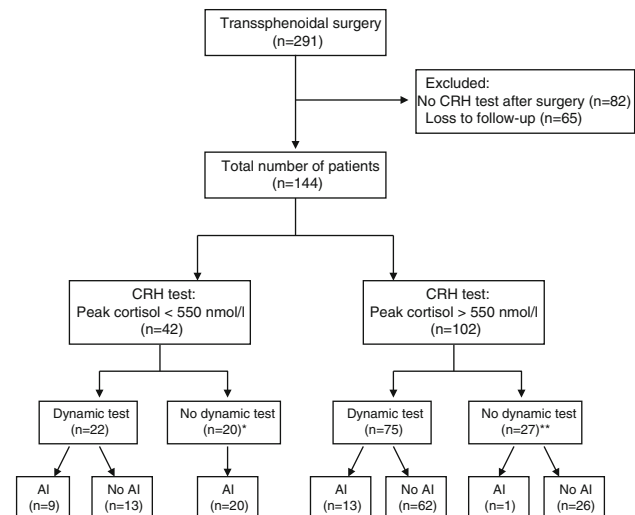 Transsphenoidal surgery
(n=291)
Excluded:
No CRH test after surgery (n=82)
Loss to follow-up (n=65)
Total number of patients
(n=144)
CRH test:
Peak cortisol < 550 nmol/l
(n=42)
CRH test:
Peak cortisol > 550 nmol/l
(n=102)
Dynamic test
(n=22)
No dynamic test
(n=20)*
Dynamic test
(n=75)
No dynamic test
(n=27)**
AI
(n=9)
No AI
(n=13)
AI
(n=20)
AI
(n=13)
No AI
(n=62)
AI
(n=1)
No AI
(n=26)